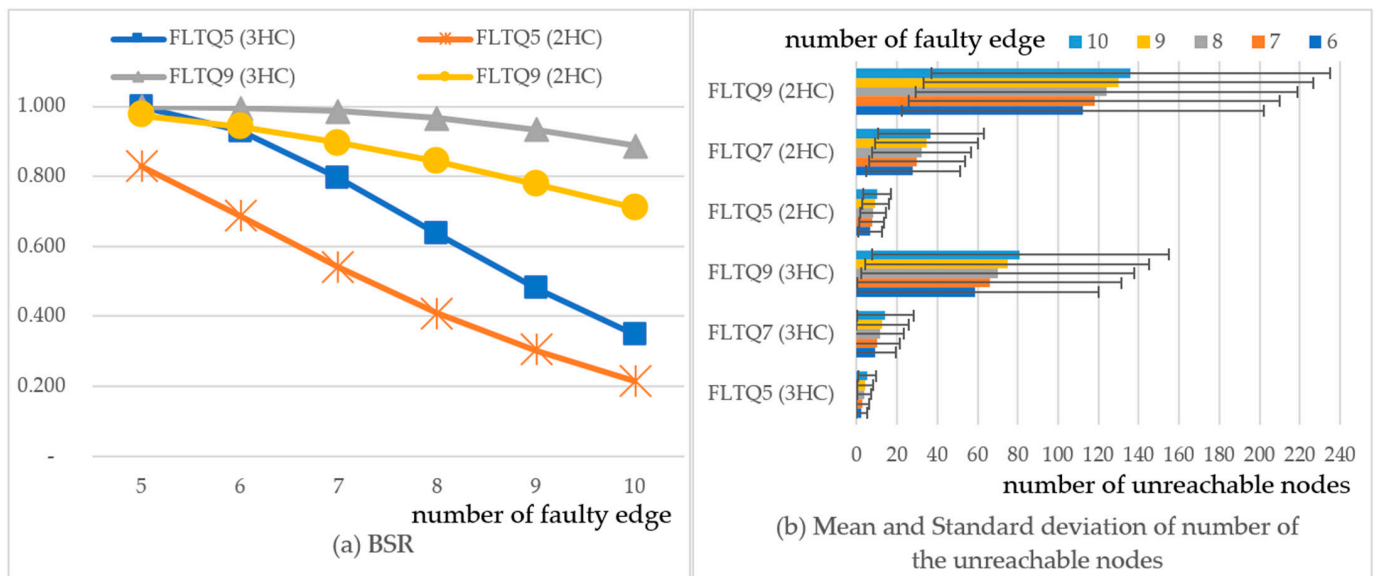 FLTQ5 (3HC) FLTQ5 (2HC)
FLTQ9 (3HC) FLTQ9 (2HC)
1.000
0.800
0.600
0.400
0.200
-
5 6 7 8 9 10
number of faulty edge
(a) BSR
number of faulty edge 10 9 8 7 6
FLTQ9 (2HC)
FLTQ7 (2HC)
FLTQ5 (2HC)
FLTQ9 (3HC)
FLTQ7 (3HC)
FLTQ5 (3HC)
0 20 40 60 80 100 120 140 160 180 200 220 240
number of unreachable nodes
(b) Mean and Standard deviation of number of
the unreachable nodes